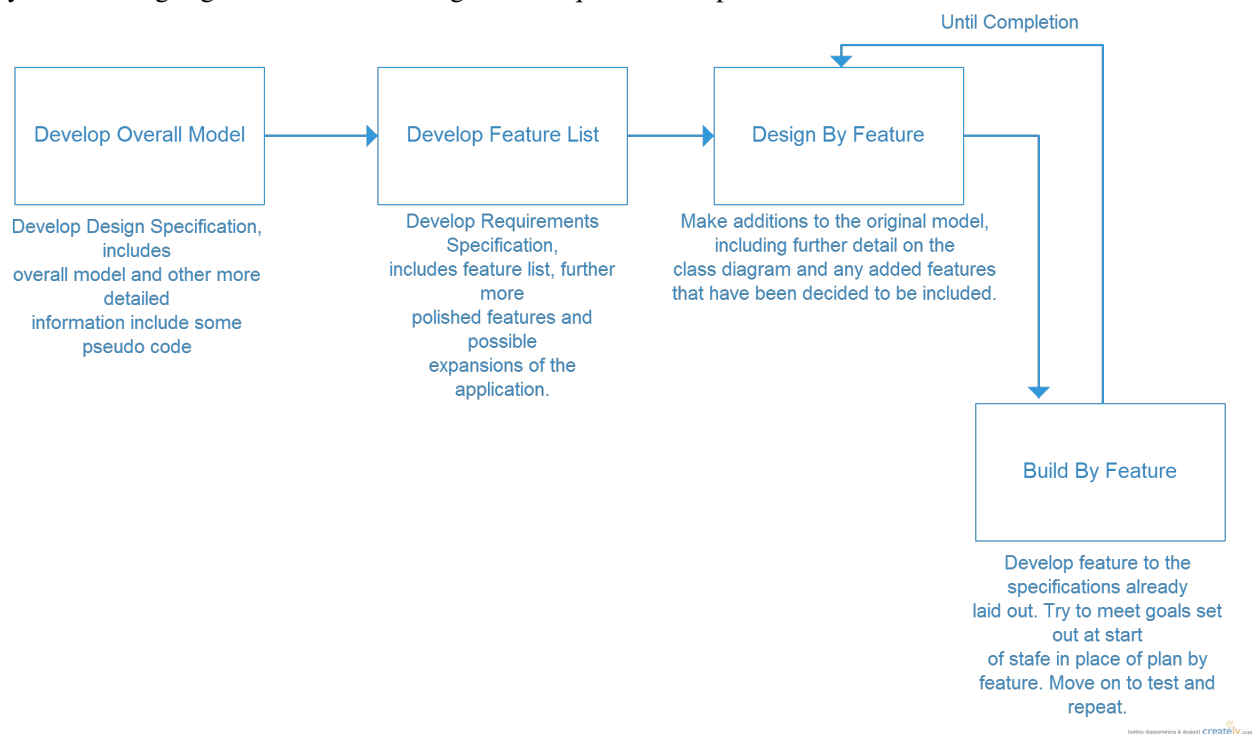 Until Completion
Develop Overall Model
Develop Feature List
Design By Feature
Develop Design Specification,
includes
overall model and other more
detailed
information include some
pseudo code
Develop Requirements
Specification,
includes feature list, further
more
polished features and
possible
expansions of the
application.
Make additions to the original model,
including further detail on the
class diagram and any added features
that have been decided to be included.
Build By Feature
Develop feature to the
specifications already
laid out. Try to meet goals set
out at start
of stafe in place of plan by
feature. Move on to test and
repeat.
[online diagramming & design] creately.com